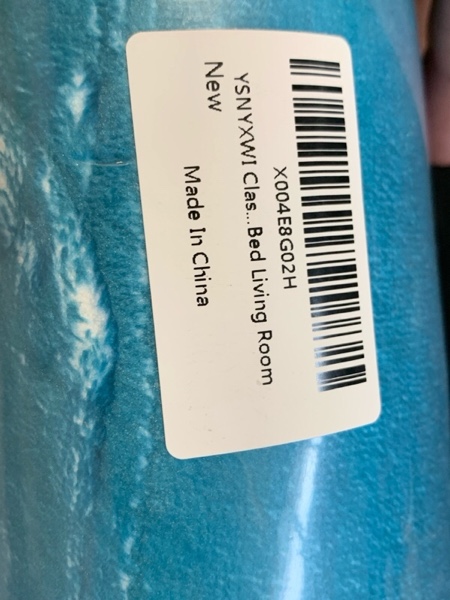 X004E8G02H
YSNYXWI Clas...Bed Living Room
New
Made In China